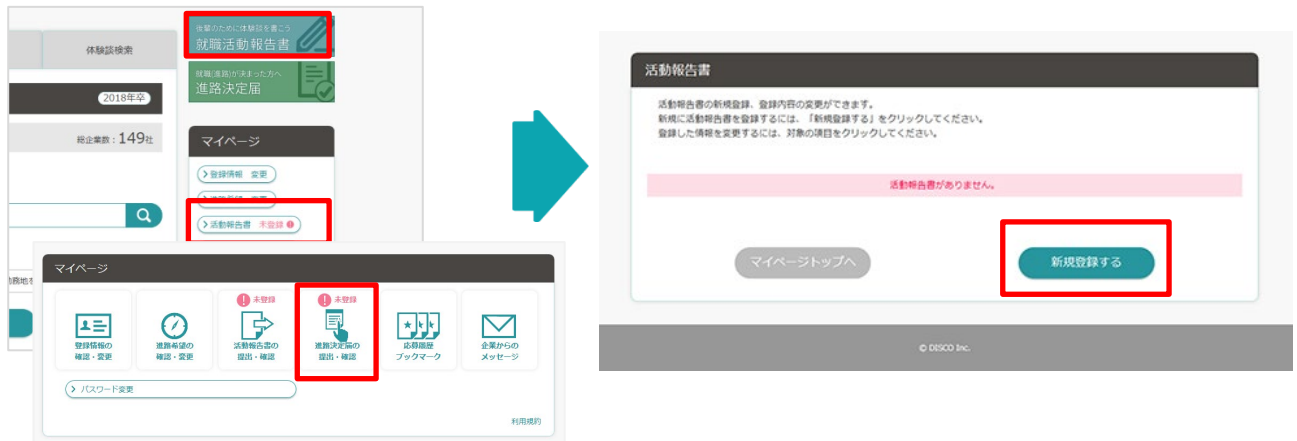 後輩のために体験談を書こう
就職活動報告書
体験談検索
就職(進路)が決まった方へ
進路決定届
2018年卒
総企業数：149社
マイページ
登録情報 変更
活動報告書 未登録
マイページ
未登録
未登録
登録情報の
確認・変更
進路希望の
確認・変更
活動報告書の
提出・確認
進路決定届の
提出・確認
応募履歴
ブックマーク
企業からの
メッセージ
パスワード変更
利用規約
活動報告書
活動報告書の新規登録、登録内容の変更ができます。
新規に活動報告書を登録するには、「新規登録する」をクリックしてください。
登録した情報を変更するには、対象の項目をクリックしてください。
活動報告書がありません。
マイページトップへ
新規登録する
© DISCO Inc.